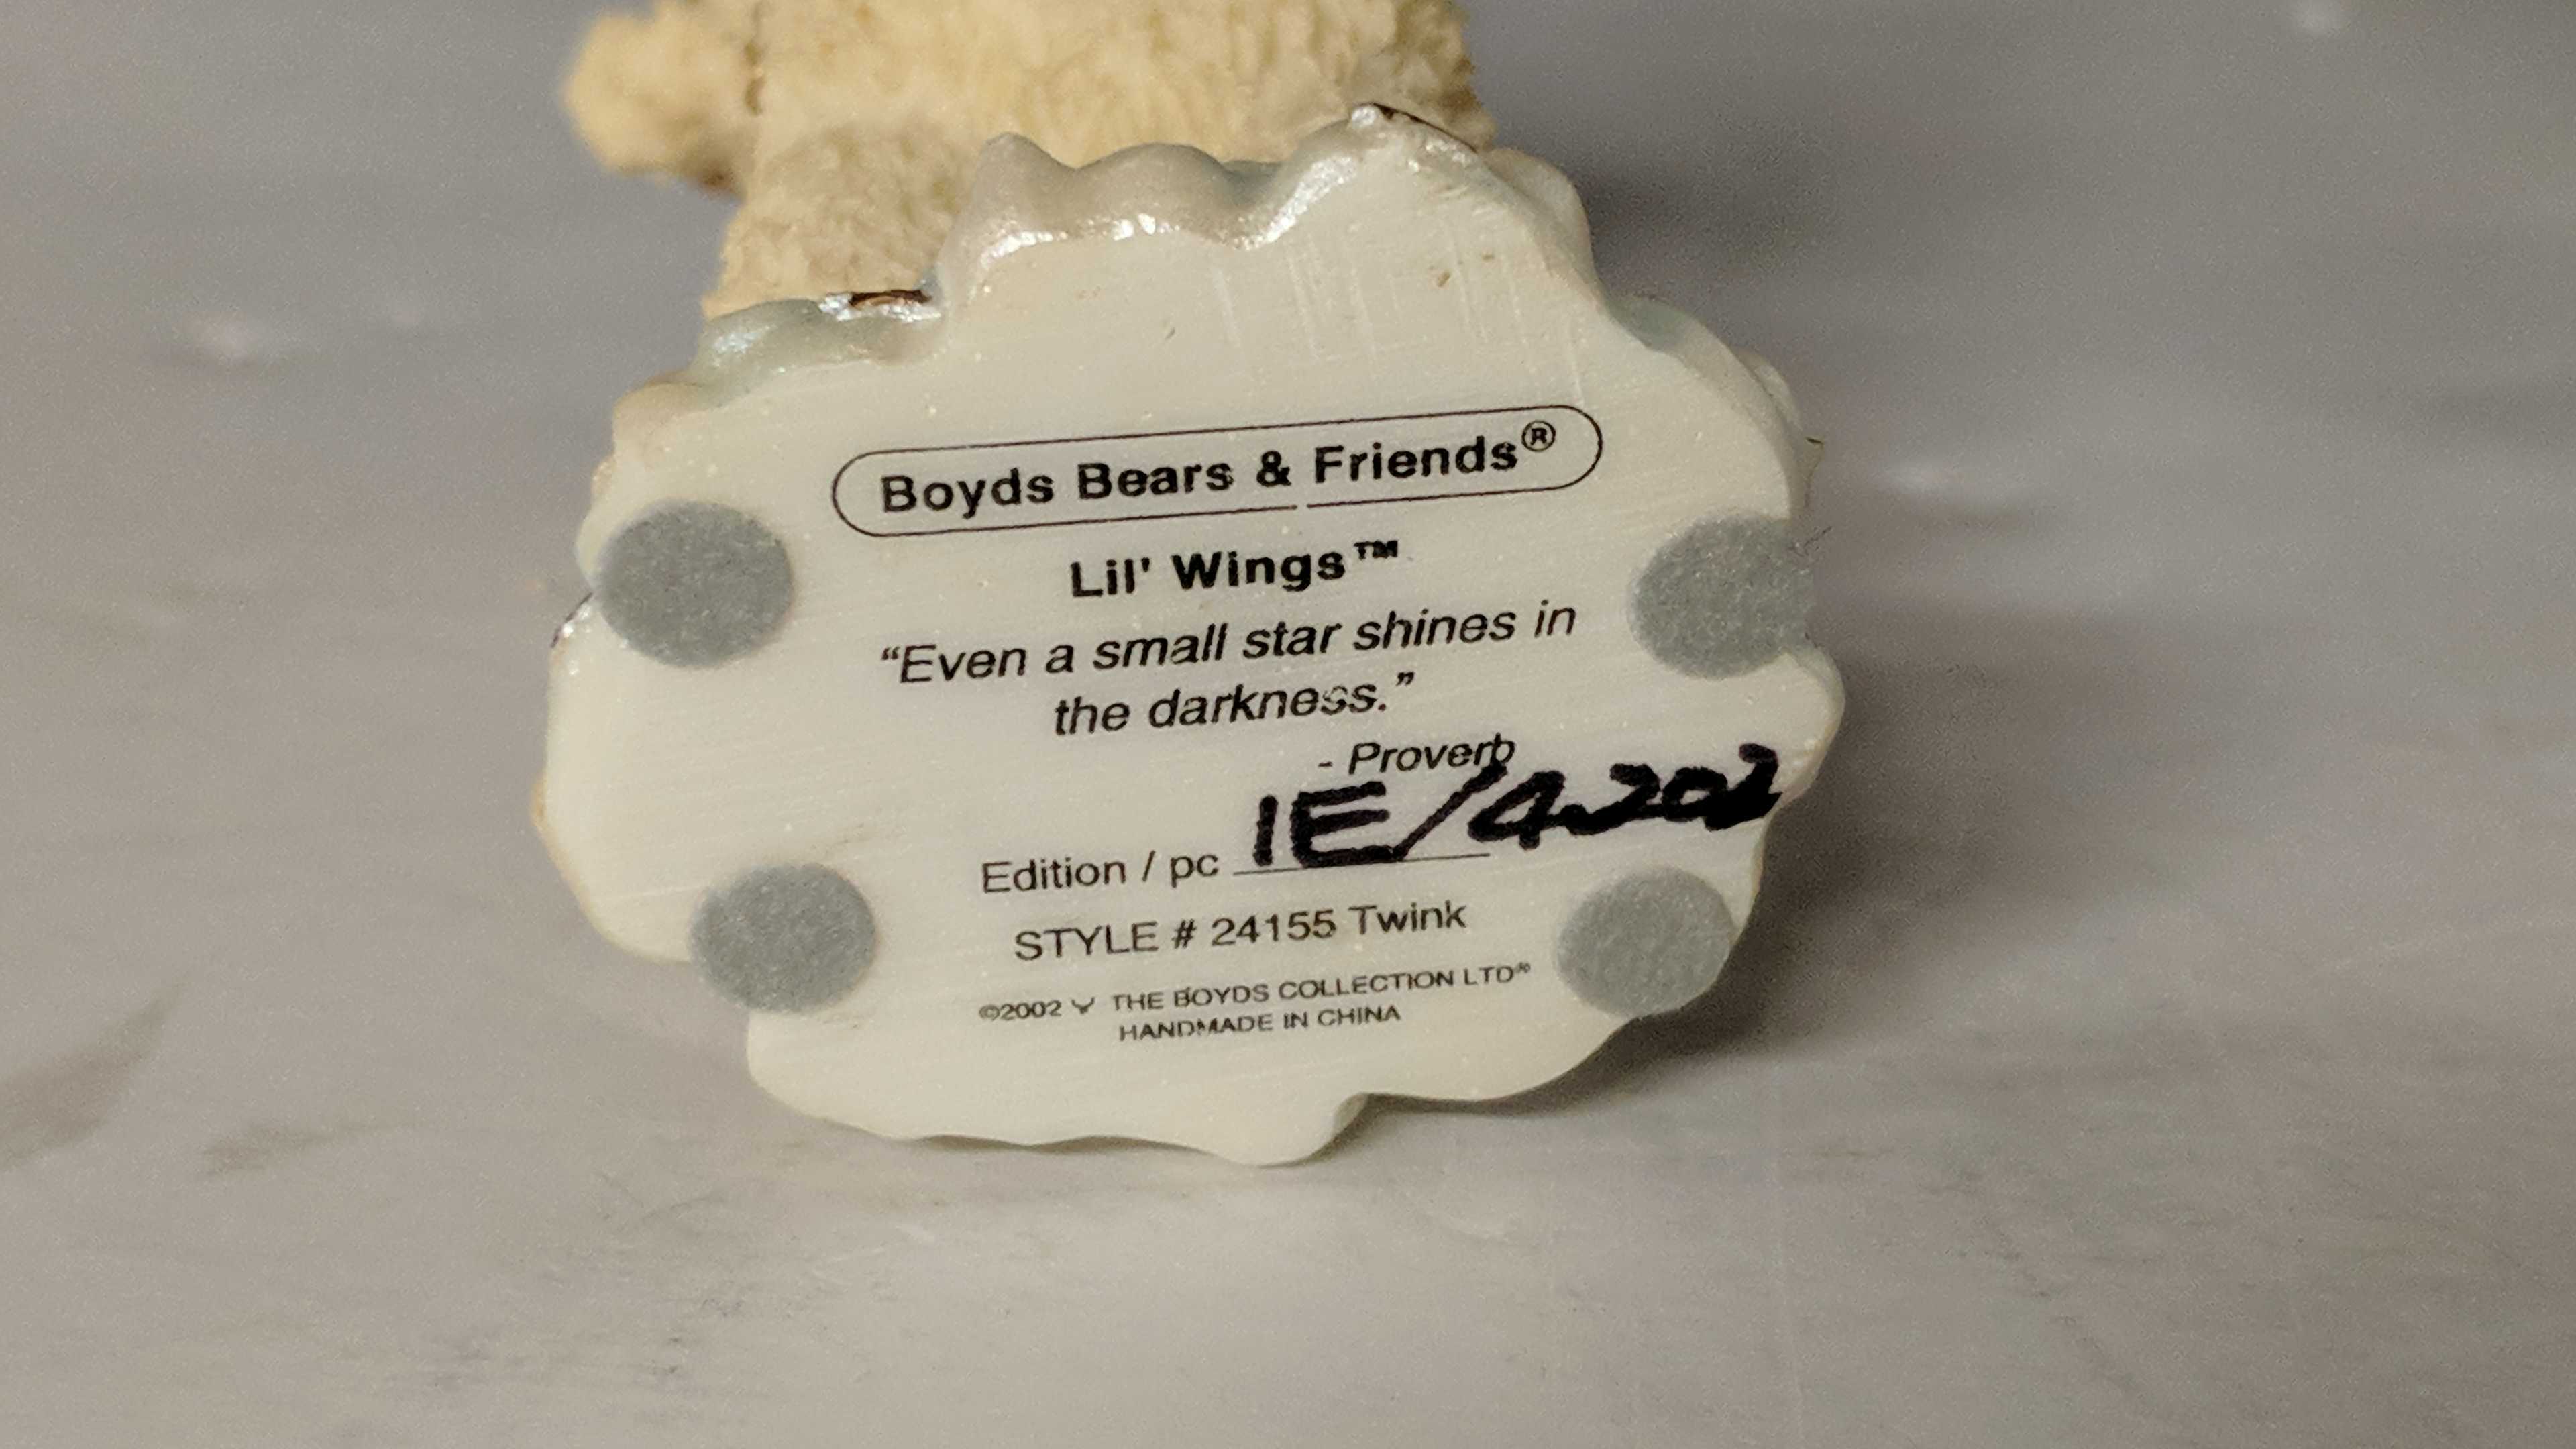 Boyds Bears & Friends®
Lil' Wings™
“Even a small star shines in
the darkness.”
- Proverb
Edition / pc 1E/4202
STYLE # 24155 Twink
©2002 THE BOYDS COLLECTION LTD®
HANDMADE IN CHINA